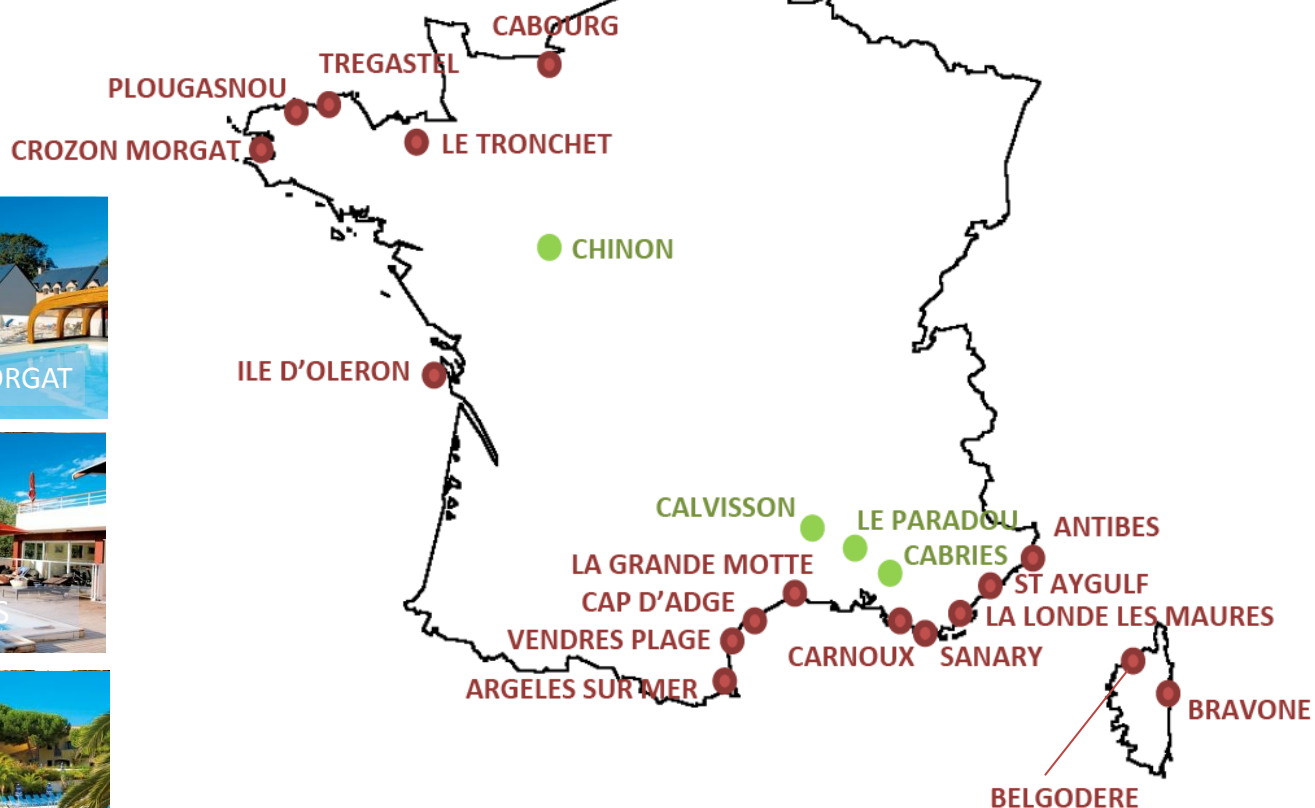 CABOURG
TREGASTEL
PLOUGASNOU
CROZON MORGAT
LE TRONCHET
CHINON
ILE D’OLERON
ORGAT
CALVISSON
LE PARADOU
ANTIBES
CABRIES
LA GRANDE MOTTE
ST AYGULF
CAP D’ADGE
LA LONDE LES MAURES
S
VENDRES PLAGE
CARNOUX
SANARY
ARGELES SUR MER
BRAVONE
BELGODERE